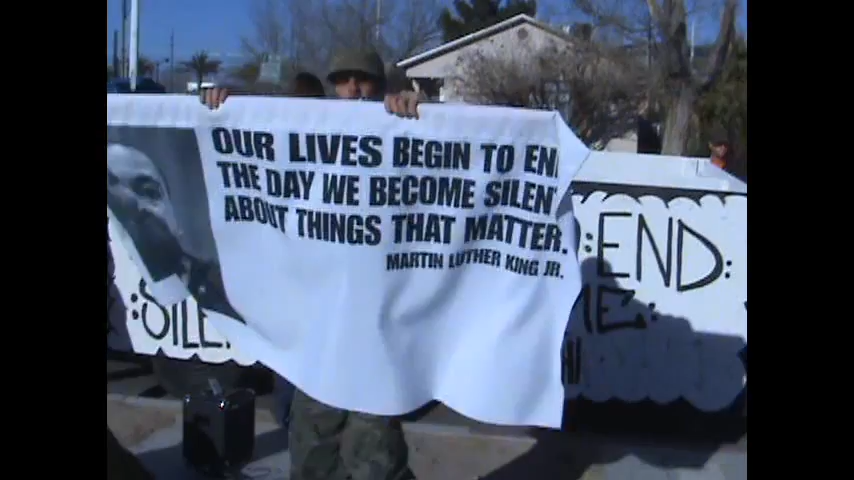 OUR LIVES BEGIN TO EN
THE DAY WE BECOME SILEN
ABOUT THINGS THAT MATTER.
MARTIN LUTHER KING JR.
:END:
:SILE